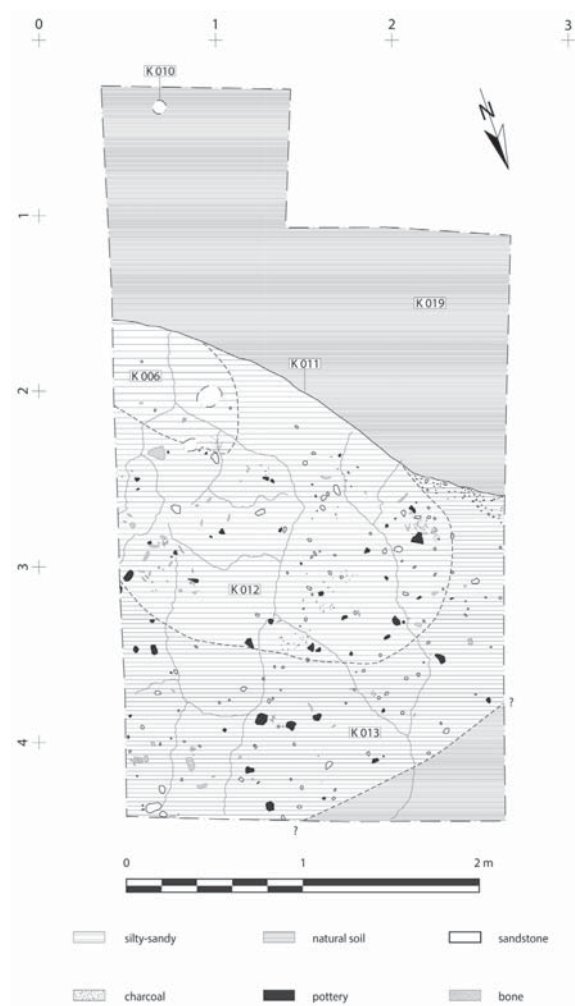 0 1 2 3
K 010
N
1
K 019
K 011
2
K 006
3
K 012
?
4
K 013
?
0 1 2 m
silty-sandy natural soil sandstone
charcoal pottery bone